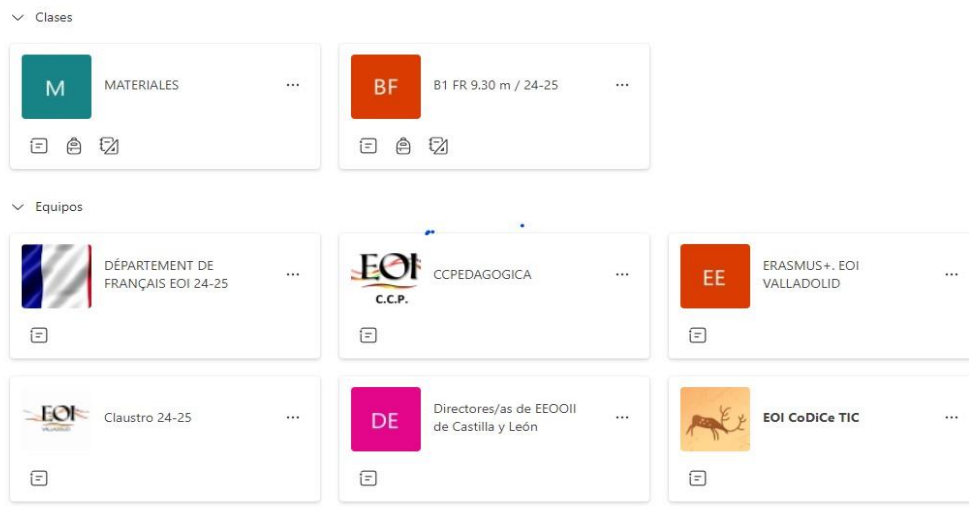 Clases
M
MATERIALES
BF
B1 FR 9.30 m / 24-25
Equipos
DÉPARTEMENT DE
FRANÇAIS EOI 24-25
EOI
C.C.P.
CCPEDAGOGICA
EE
ERASMUS+. EOI
VALLADOLID
EOI
VALLADOLID
Claustro 24-25
DE
Directores/as de EEOOII
de Castilla y León
EOI CoDiCe TIC